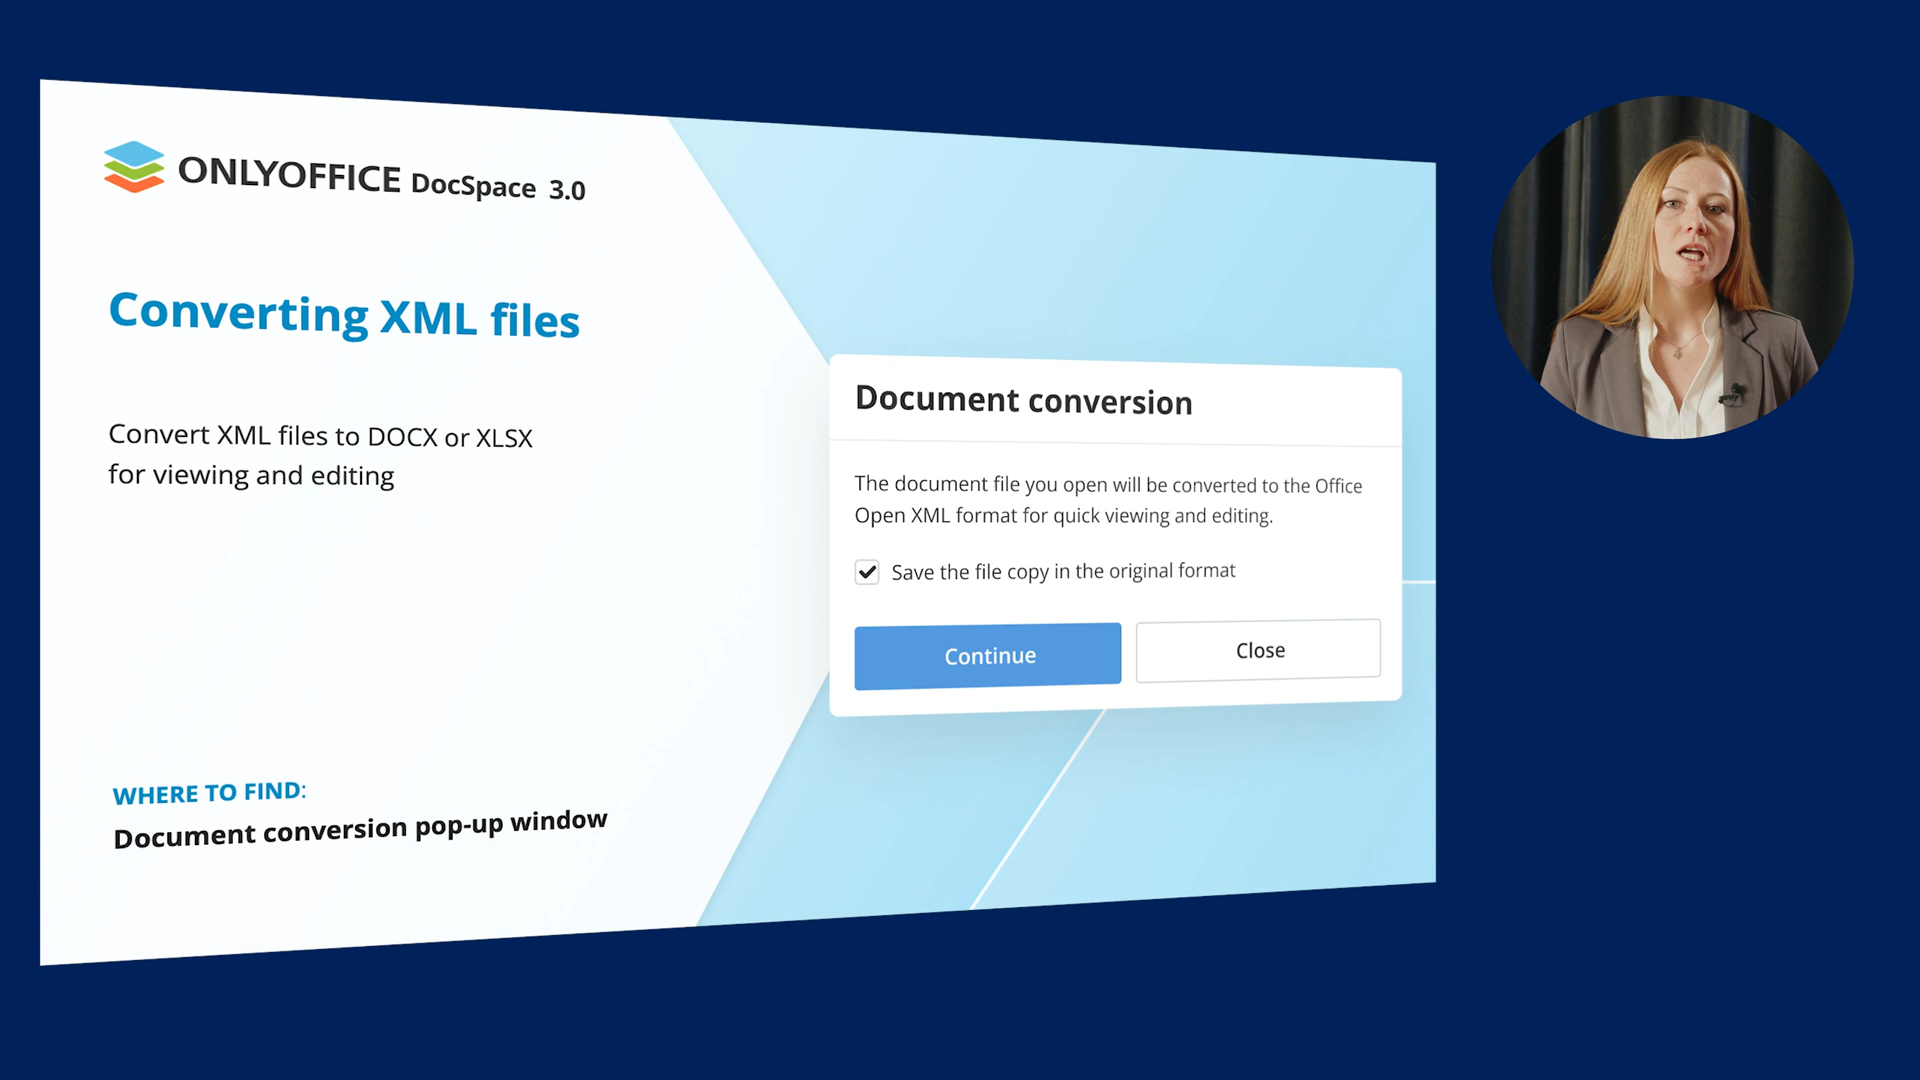 ONLYOFFICE DocSpace 3.0
Converting XML files
Convert XML files to DOCX or XLSX
for viewing and editing
WHERE TO FIND:
Document conversion pop-up window
Document conversion
The document file you open will be converted to the Office
Open XML format for quick viewing and editing.
Save the file copy in the original format
Continue
Close